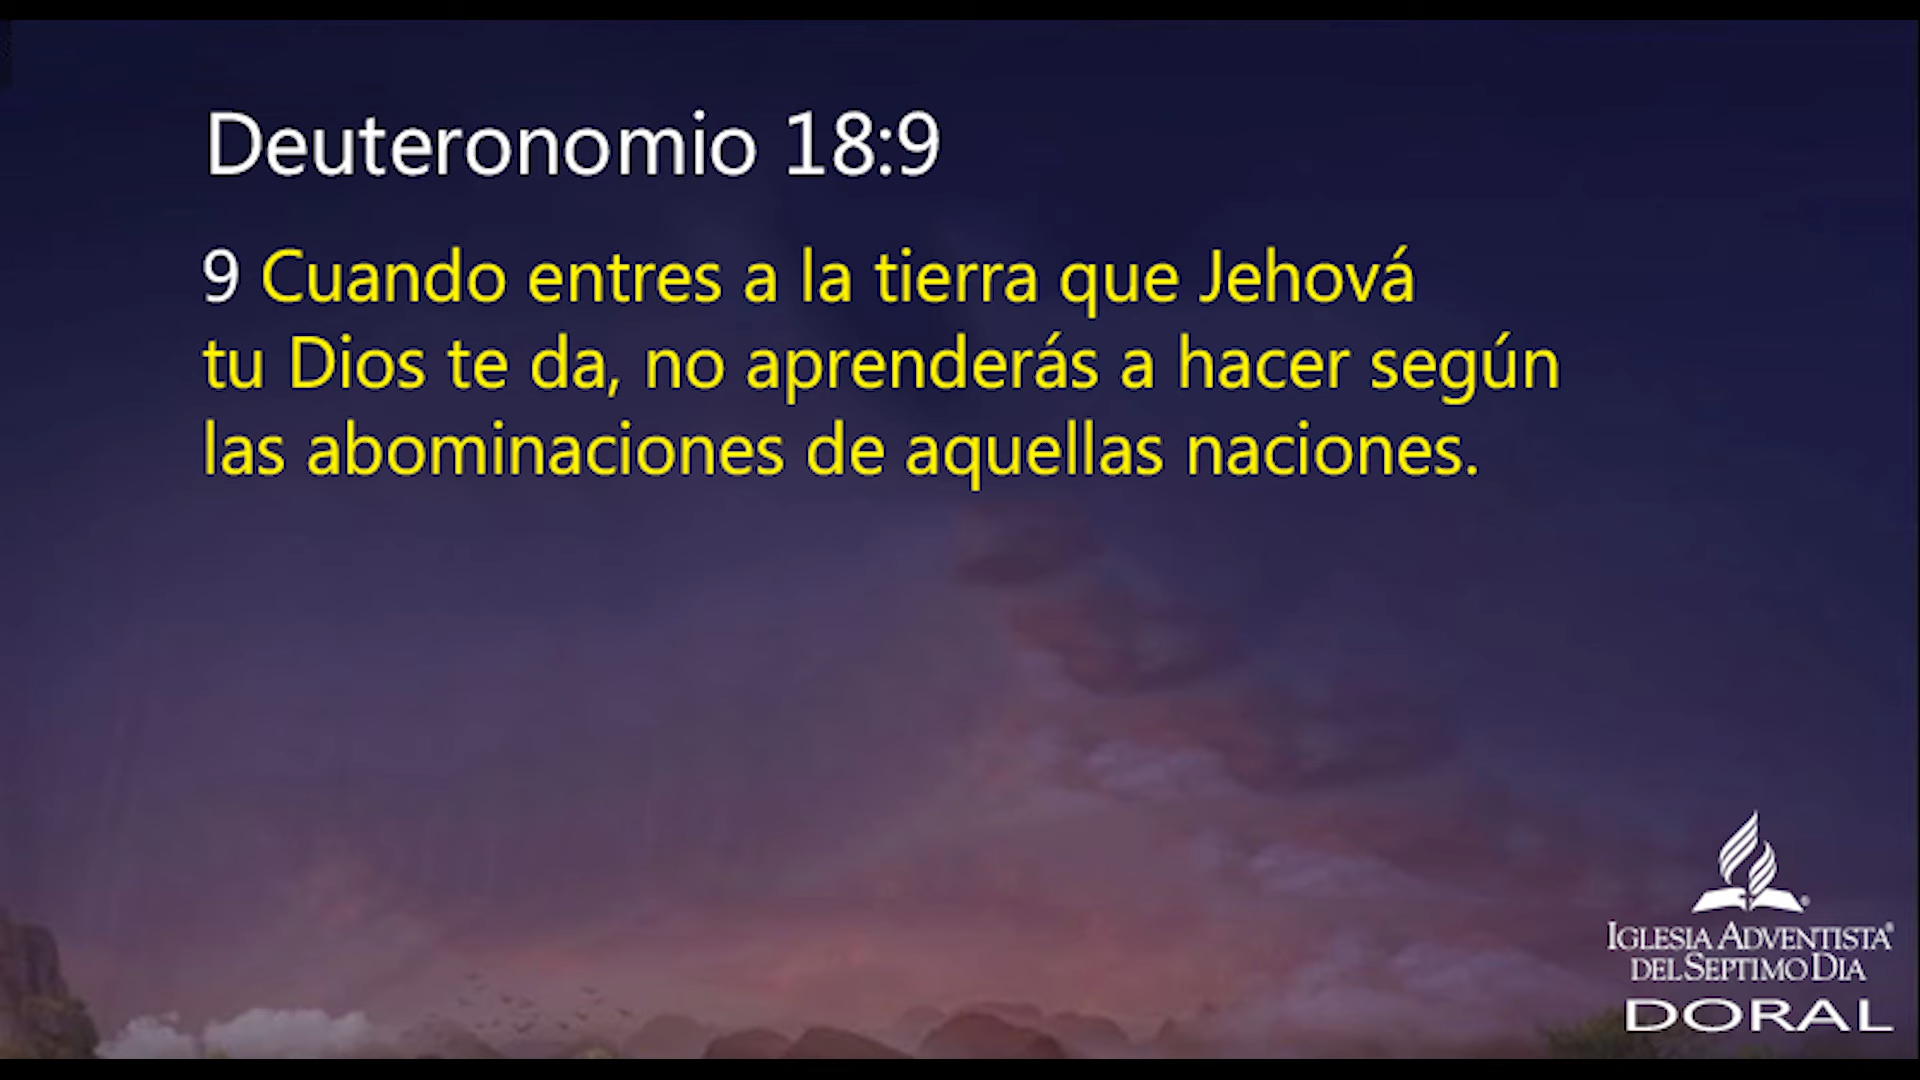 Deuteronomio 18:9
9 Cuando entres a la tierra que Jehová
tu Dios te da, no aprenderás a hacer según
las abominaciones de aquellas naciones.
IGLESIA ADVENTISTA®
DEL SEPTIMO DIA
DORAL